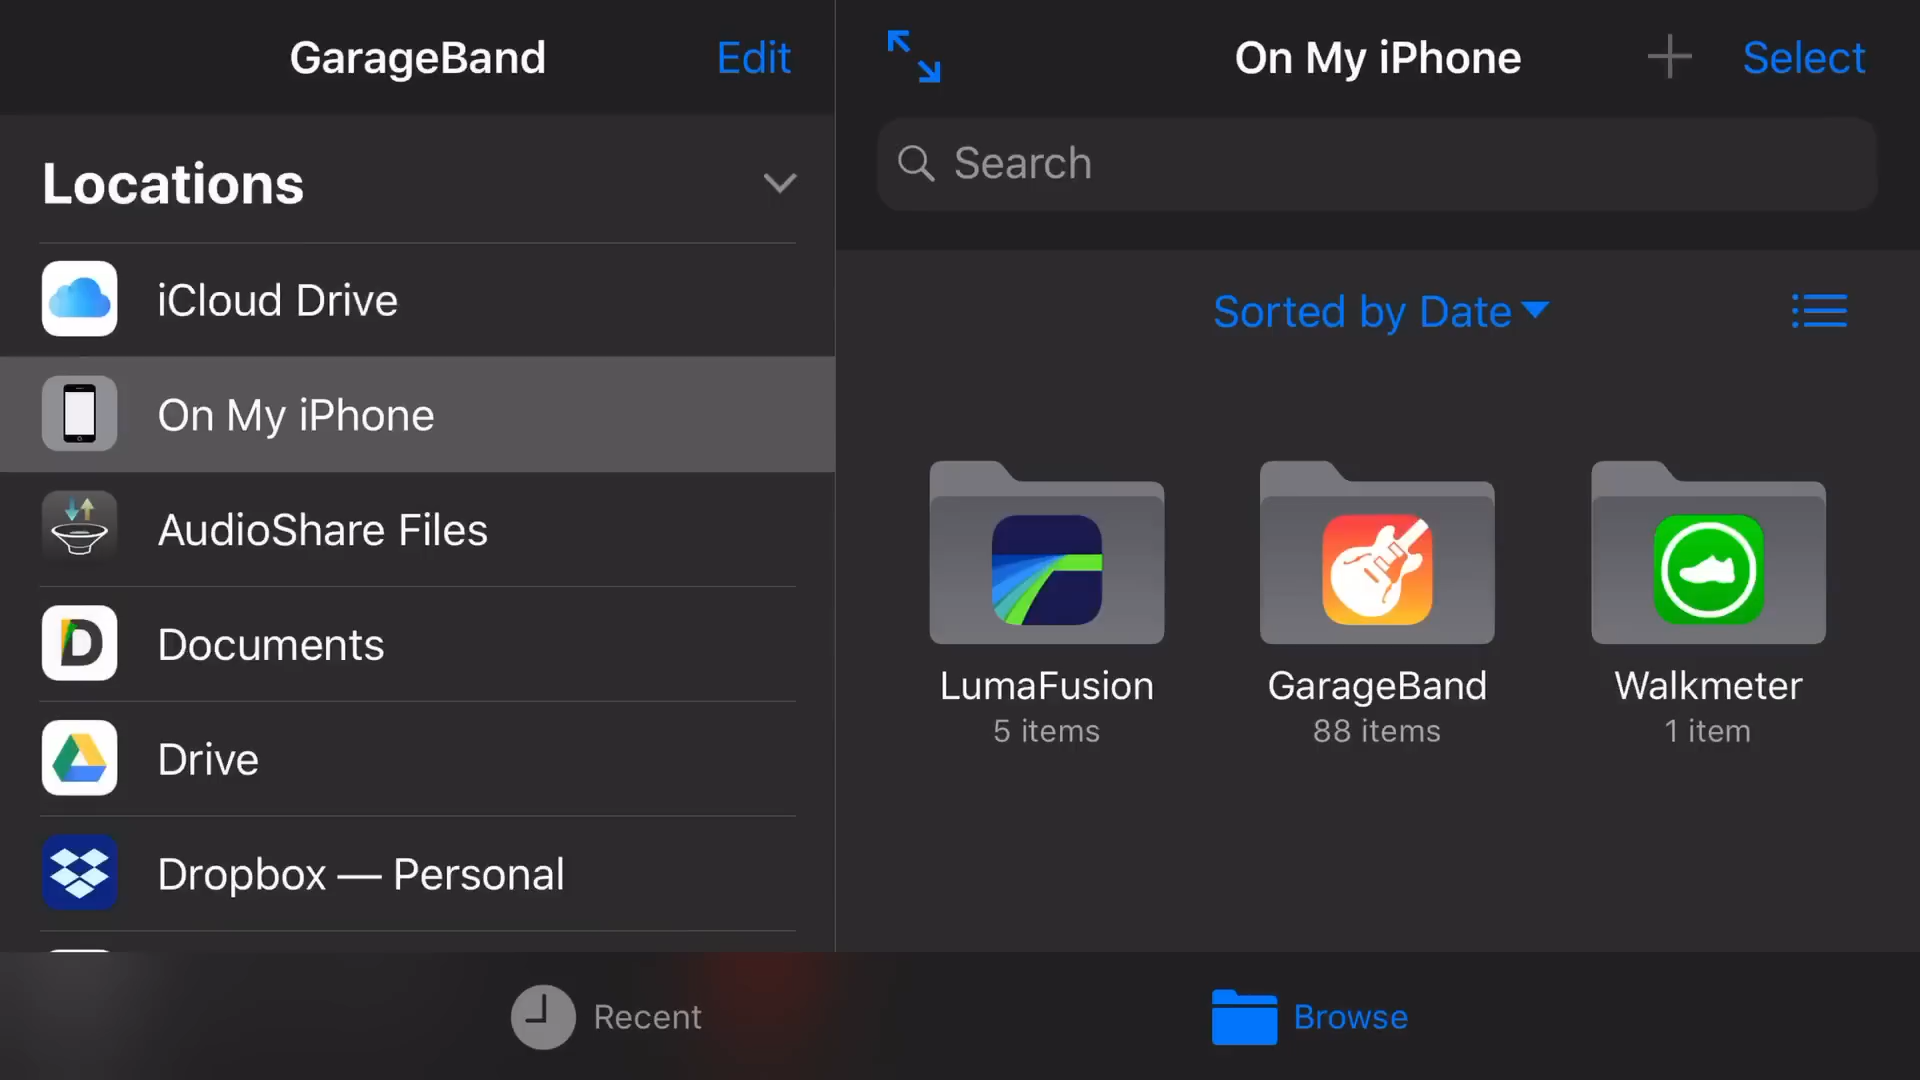 GarageBand
Edit
Locations
iCloud Drive
On My iPhone
AudioShare Files
Documents
Drive
Dropbox — Personal
On My iPhone
Select
Search
Sorted by Date
LumaFusion
5 items
GarageBand
88 items
Walkmeter
1 item
Recent
Browse